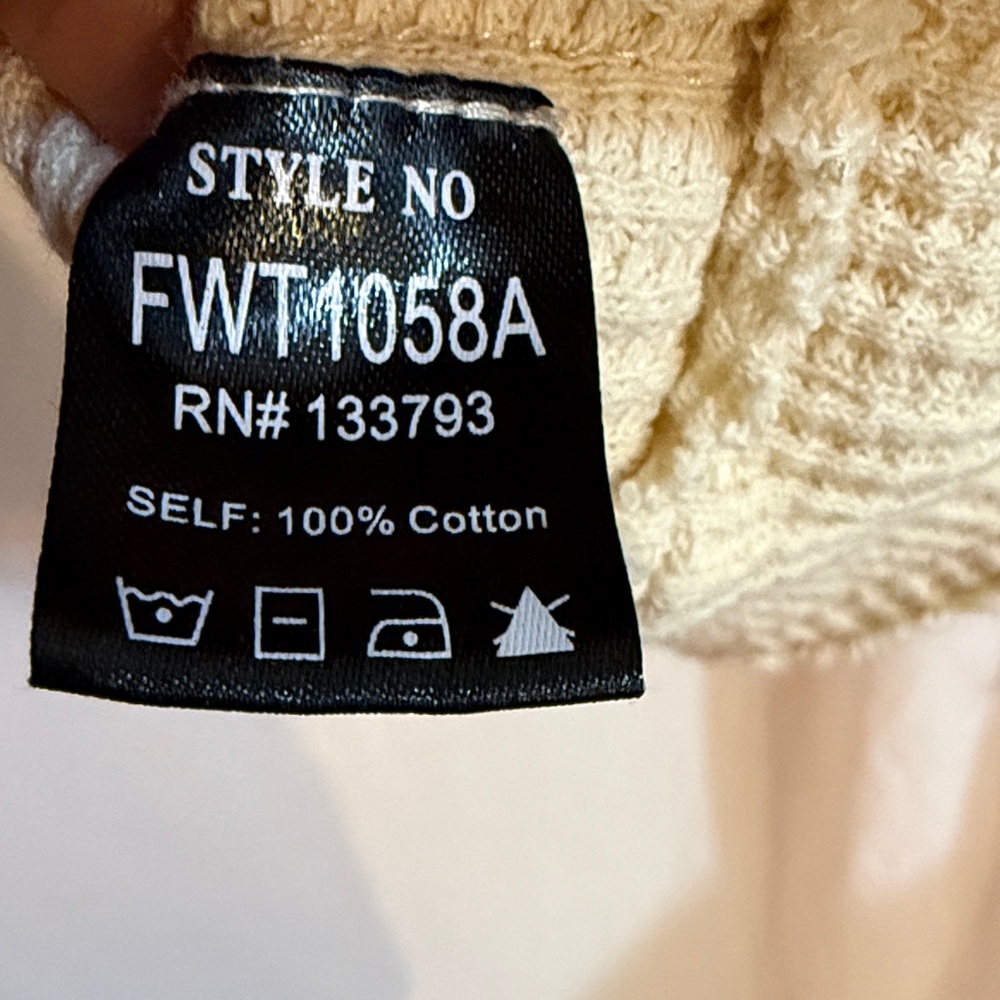 STYLE NO
FWT1058A
RN# 133793
SELF: 100% Cotton